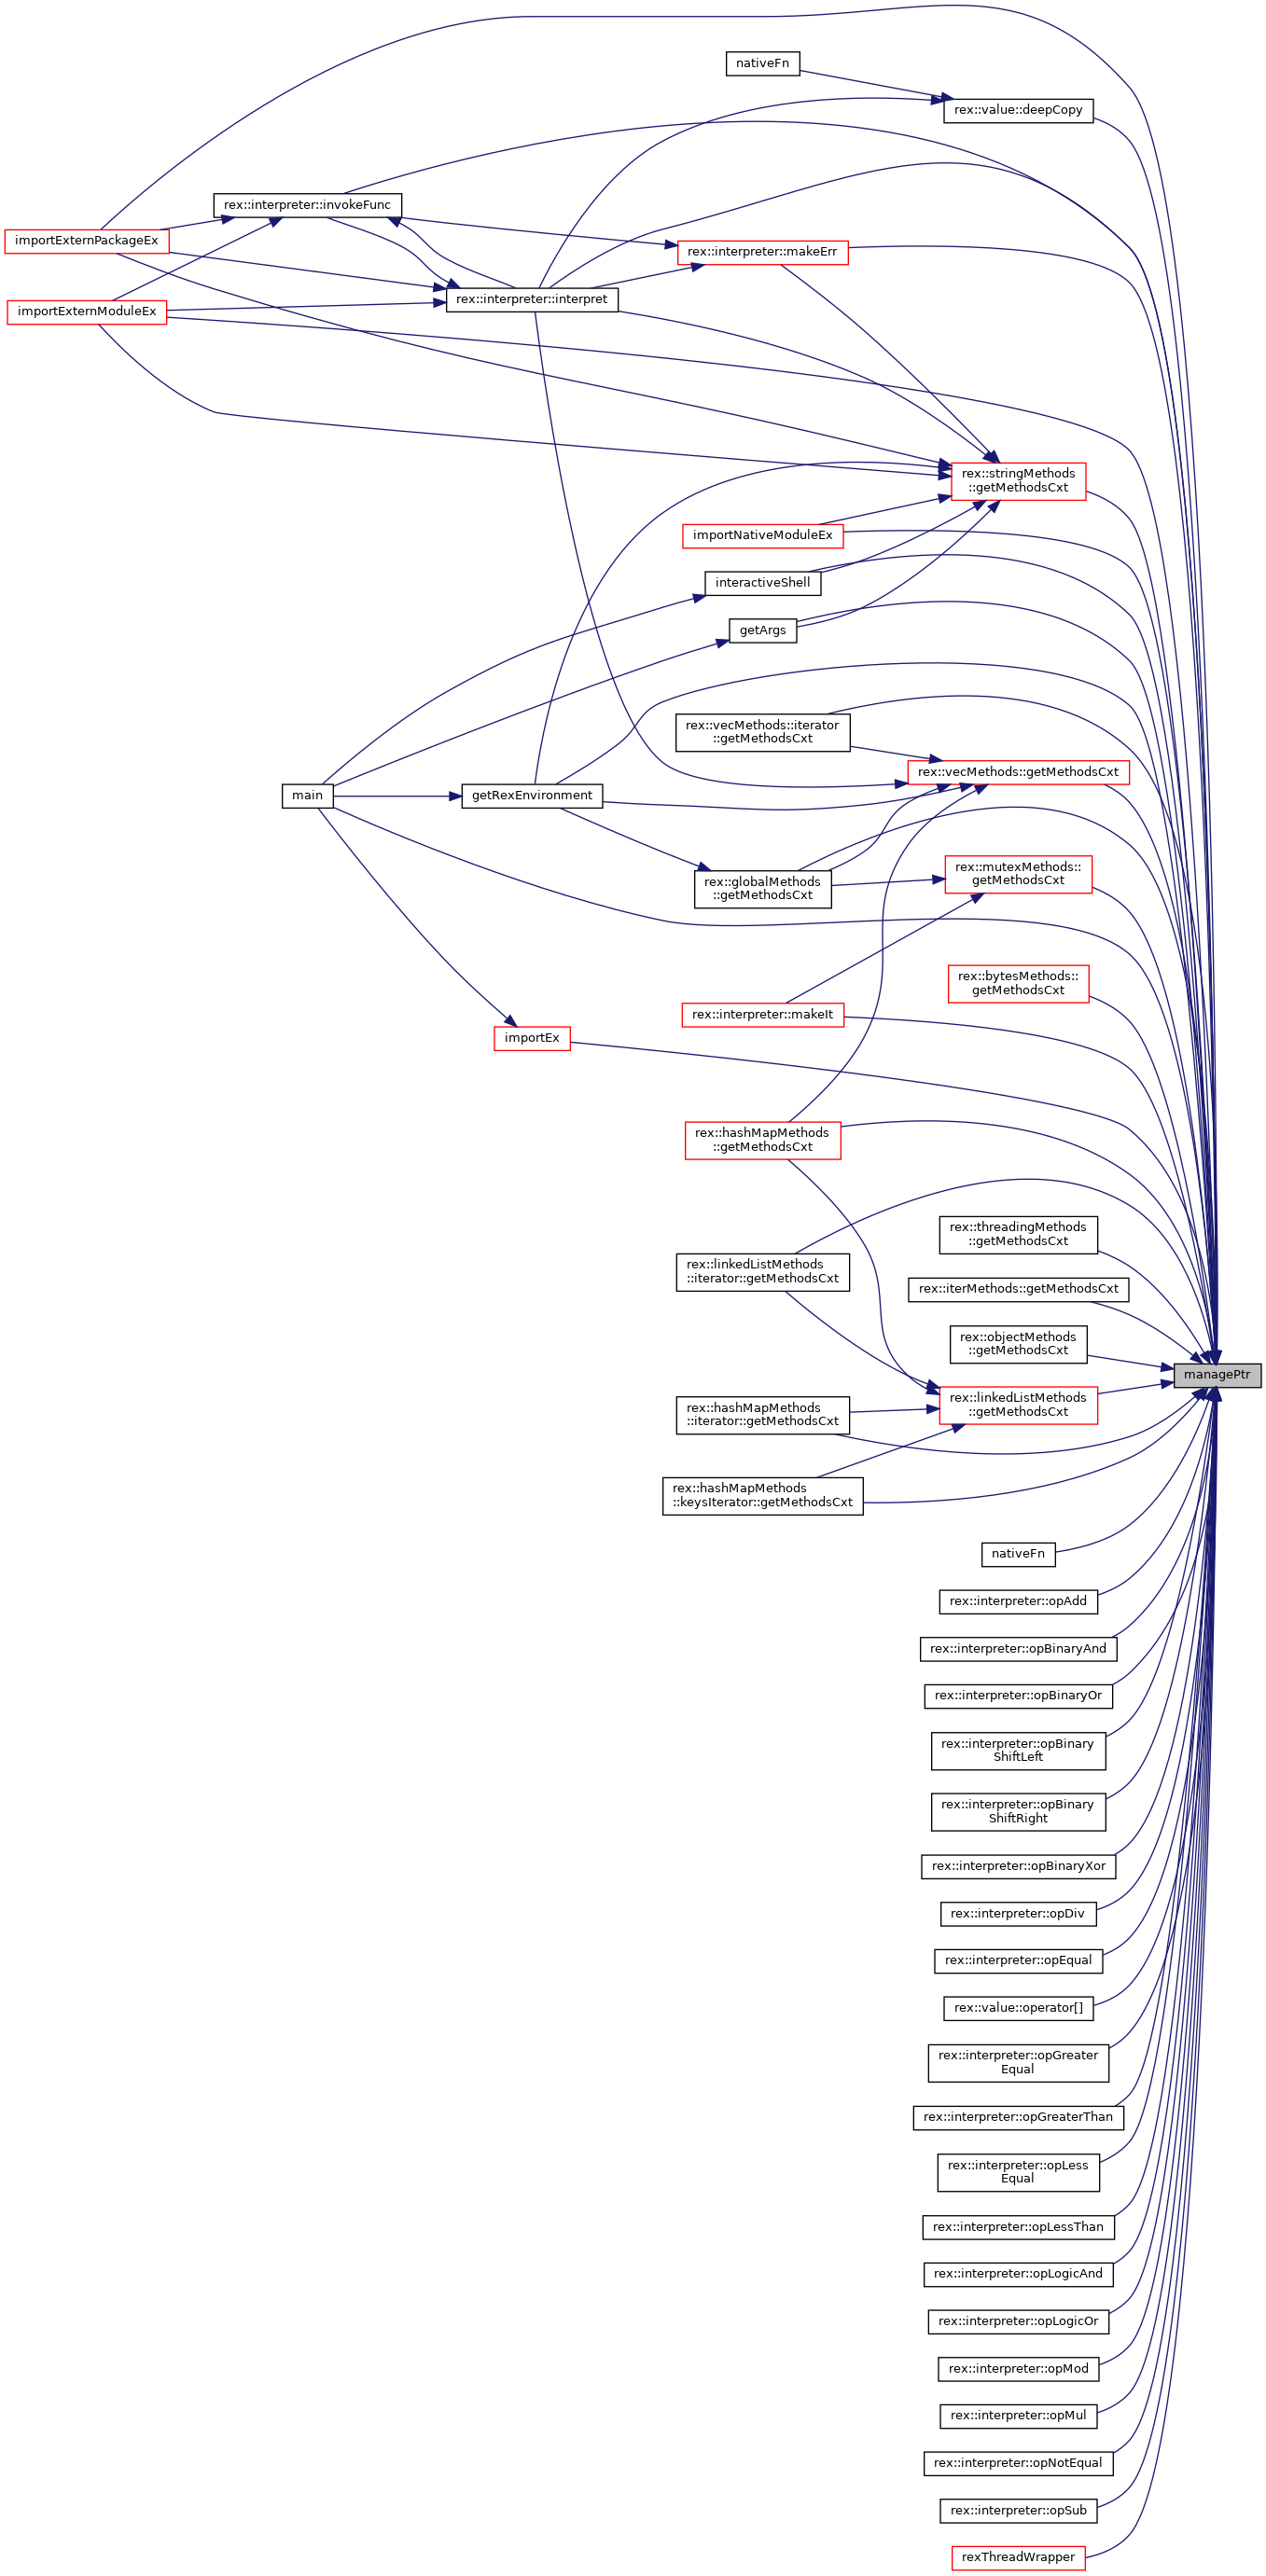 nativeFn
rex::value::deepCopy
rex::interpreter::invokeFunc
importExternPackageEx
rex::interpreter::makeErr
rex::interpreter::interpret
importExternModuleEx
rex::stringMethods
::getMethodsCxt
importNativeModuleEx
interactiveShell
getArgs
rex::vecMethods::iterator
::getMethodsCxt
rex::vecMethods::getMethodsCxt
main
getRexEnvironment
rex::globalMethods
::getMethodsCxt
rex::mutexMethods::
getMethodsCxt
rex::bytesMethods::
getMethodsCxt
rex::interpreter::makeIt
importEx
rex::hashMapMethods
::getMethodsCxt
rex::threadingMethods
::getMethodsCxt
rex::linkedListMethods
::iterator::getMethodsCxt
rex::iterMethods::getMethodsCxt
rex::objectMethods
::getMethodsCxt
managePtr
rex::linkedListMethods
::getMethodsCxt
rex::hashMapMethods
::iterator::getMethodsCxt
rex::hashMapMethods
::keysIterator::getMethodsCxt
nativeFn
rex::interpreter::opAdd
rex::interpreter::opBinaryAnd
rex::interpreter::opBinaryOr
rex::interpreter::opBinary
ShiftLeft
rex::interpreter::opBinary
ShiftRight
rex::interpreter::opBinaryXor
rex::interpreter::opDiv
rex::interpreter::opEqual
rex::value::operator[]
rex::interpreter::opGreater
Equal
rex::interpreter::opGreaterThan
rex::interpreter::opLess
Equal
rex::interpreter::opLessThan
rex::interpreter::opLogicAnd
rex::interpreter::opLogicOr
rex::interpreter::opMod
rex::interpreter::opMul
rex::interpreter::opNotEqual
rex::interpreter::opSub
rexThreadWrapper